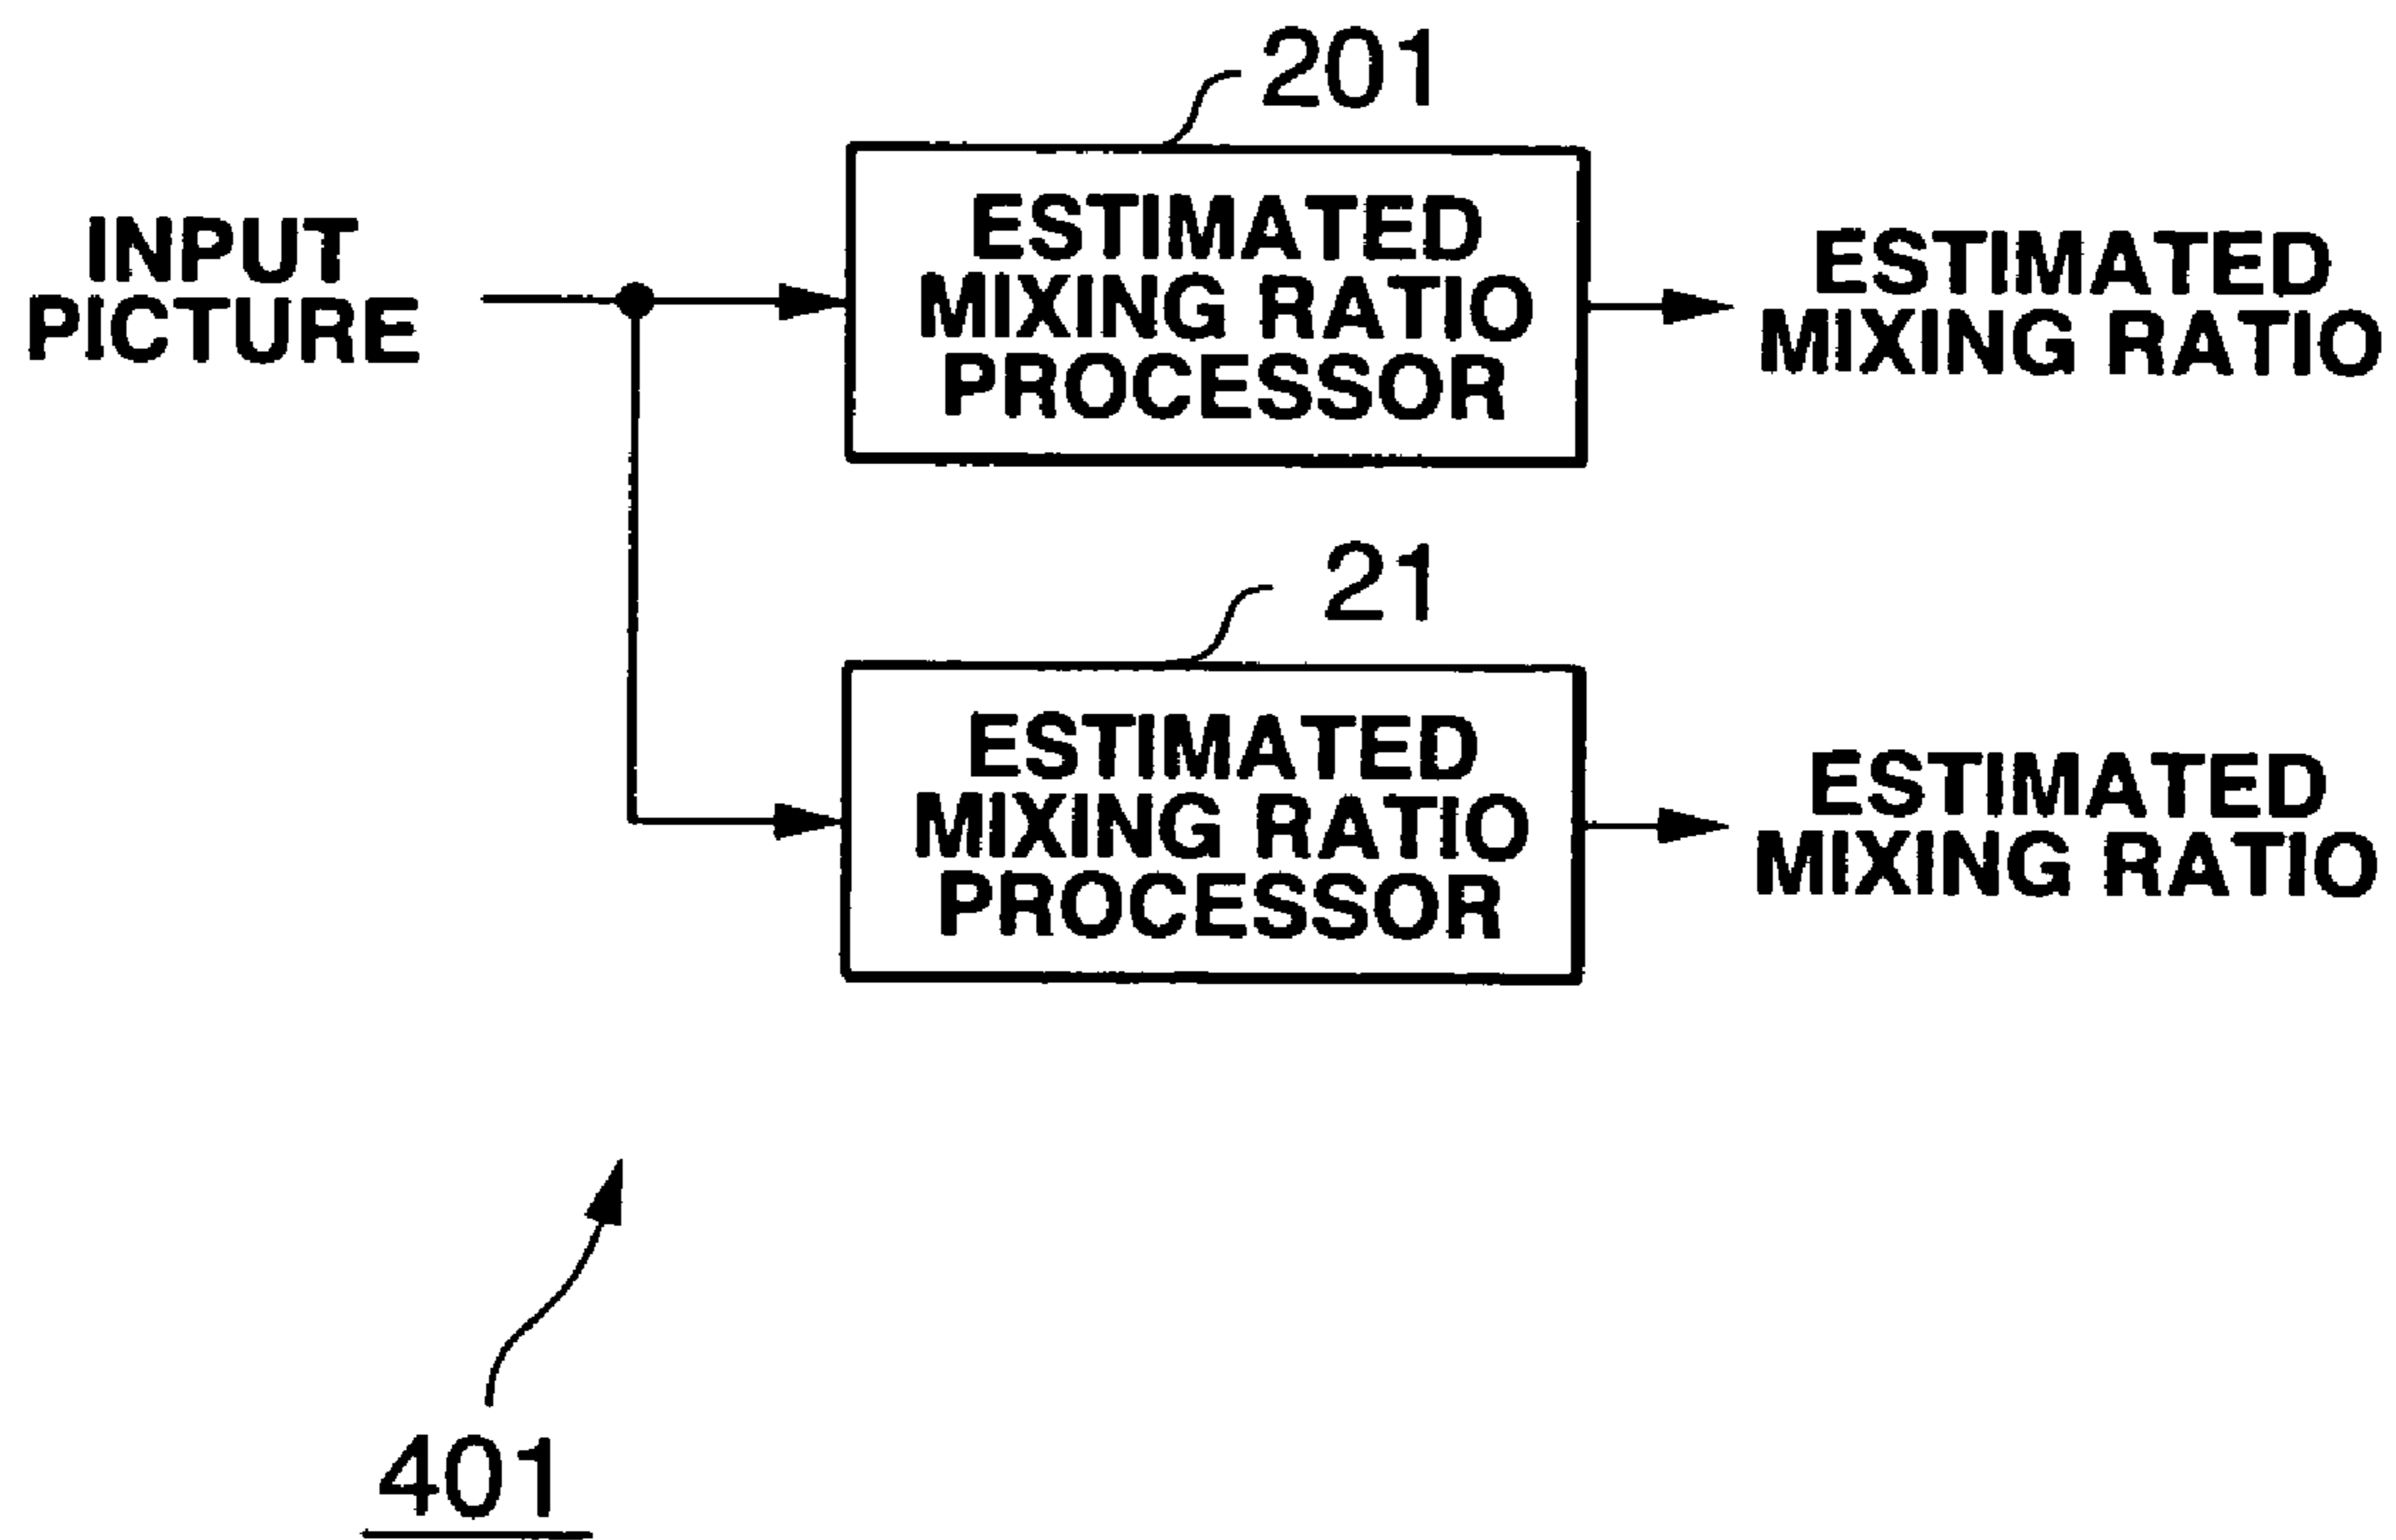 201
INPUT
PICTURE
ESTIMATED
MIXING RATIO
PROCESSOR
ESTIMATED
MIXING RATIO
21
ESTIMATED
MIXING RATIO
PROCESSOR
ESTIMATED
MIXING RATIO
401